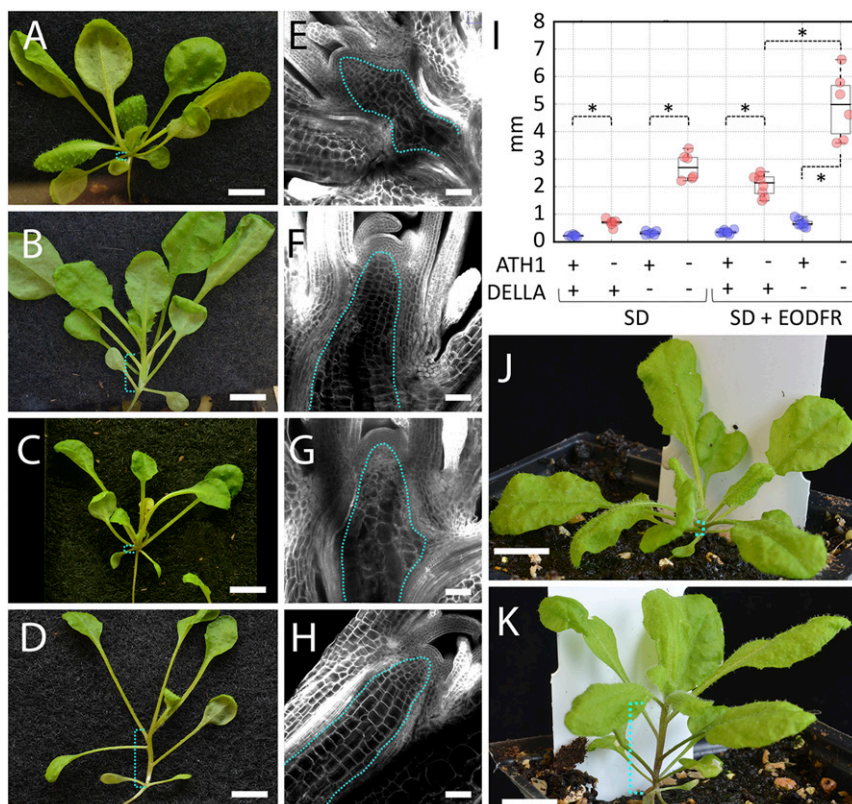 A
B
C
D
E
F
G
H
I
mm
8
7
6
5
4
3
2
1
0
*
*
*
*
*
*
ATH1 + - + - + - + -
DELLA + + - - + + - -
SD SD + EODFR
J
K